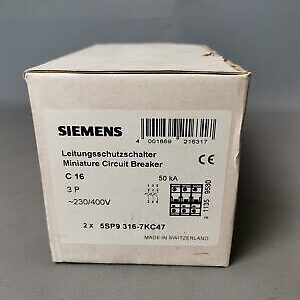 SIEMENS
4 001869 216317
Leitungsschutzschalter
Miniature Circuit Breaker
CE
C 16
50 kA
3 P
~230/400V
2 x 5SP9 316-7KC47
MADE IN SWITZERLAND